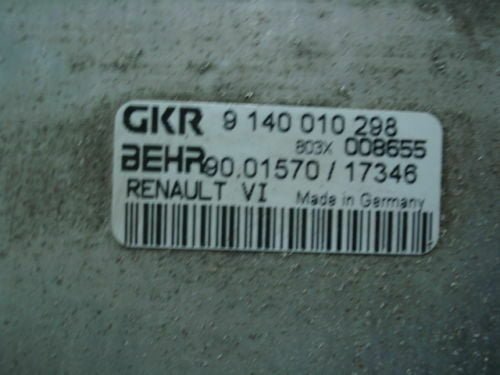 GKR 9 140 010 298
803X 008655
BEHR 90.01570 / 17346
RENAULT VI Made in Germany